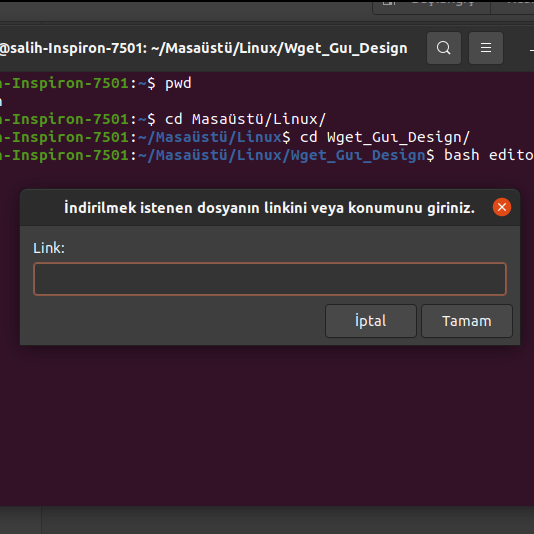 @salih-Inspiron-7501: ~/Masaüstü/Linux/Wget_Guı_Design
-Inspiron-7501:~$ pwd
-Inspiron-7501:~$ cd Masaüstü/Linux/
-Inspiron-7501:~/Masaüstü/Linux$ cd Wget_Guı_Design/
-Inspiron-7501:~/Masaüstü/Linux/Wget_Guı_Design$ bash edito
İndirilmek istenen dosyanın linkini veya konumunu giriniz.
Link:
İptal
Tamam